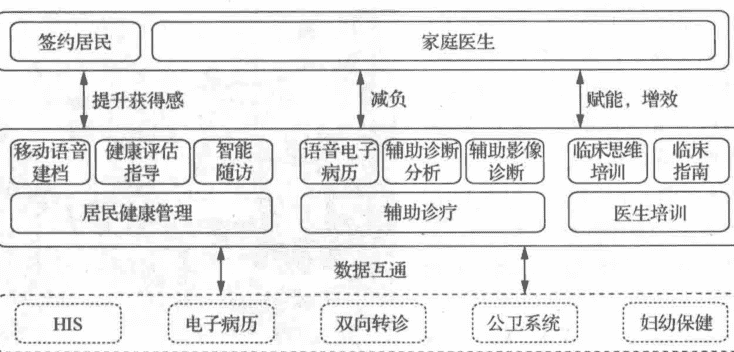 签约居民
家庭医生
提升获得感
减负
赋能，增效
移动语音
建档
健康评估
指导
智能
随访
语音电子
病历
辅助诊断
分析
辅助影像
诊断
临床思维
培训
临床
指南
居民健康管理
辅助诊疗
医生培训
数据互通
HIS
电子病历
双向转诊
公卫系统
妇幼保健